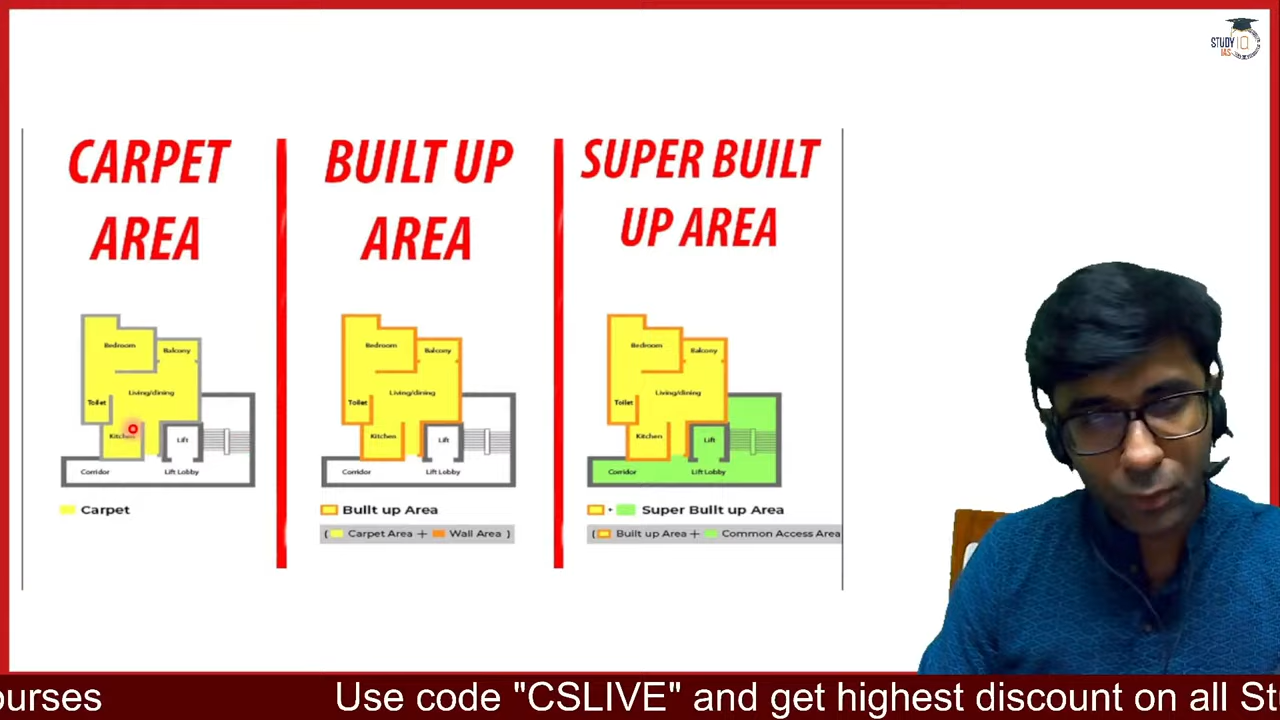 STUDY IQ
IAS
CARPET
AREA
BUILT UP
AREA
SUPER BUILT
UP AREA
Bedroom
Balcony
Living/dining
Toilet
Kitchen
Lift
Corridor
Lift Lobby
Carpet
Bedroom
Balcony
Living/dining
Toilet
Kitchen
Lift
Corridor
Lift Lobby
Built up Area
( Carpet Area + Wall Area )
Bedroom
Balcony
Living/dining
Toilet
Kitchen
Lift
Corridor
Lift Lobby
+ Super Built up Area
( Built up Area + Common Access Area
ourses Use code "CSLIVE" and get highest discount on all St